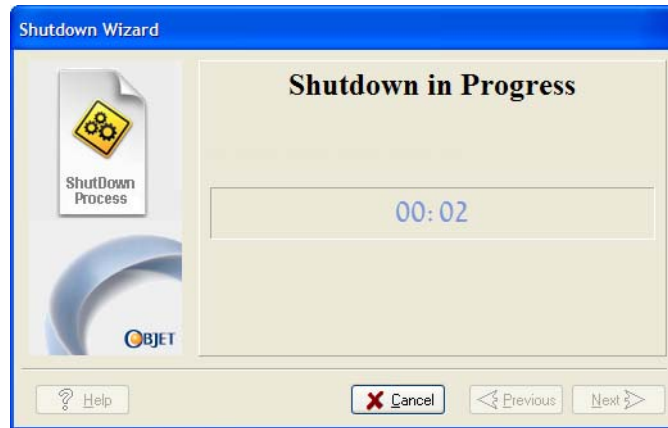 Shutdown Wizard
Shutdown in Progress
ShutDown
Process
00:02
OBJET
? Help
Cancel
Previous
Next